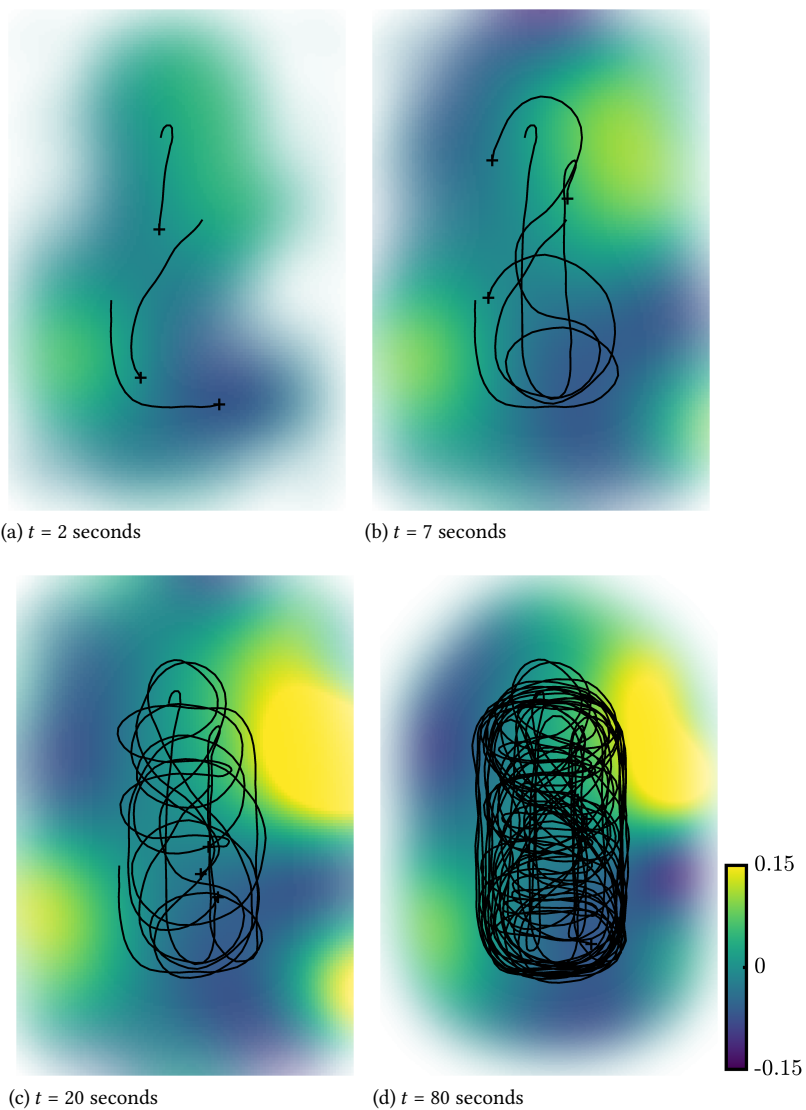 (a) t = 2 seconds
(b) t = 7 seconds
0.15
0
-0.15
(c) t = 20 seconds
(d) t = 80 seconds